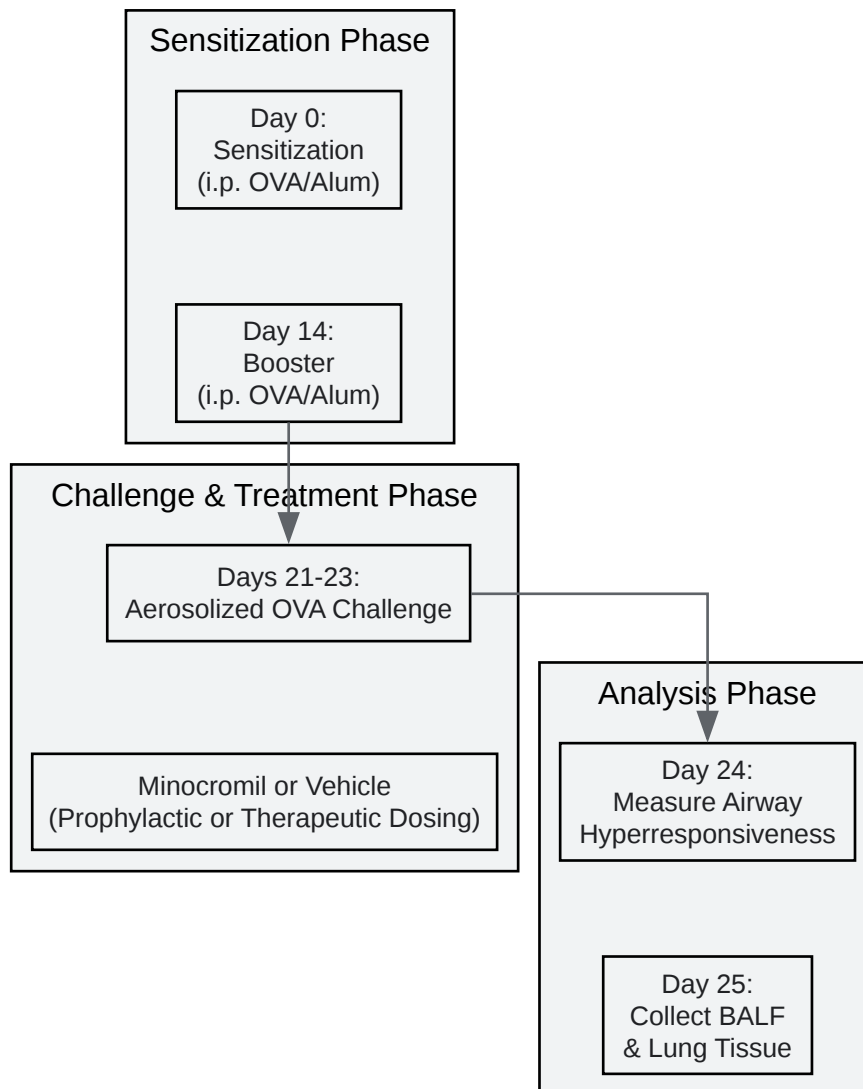 Sensitization Phase
Day 0:
Sensitization
(i.p. OVA/Alum)
Day 14:
Booster
(i.p. OVA/Alum)
Challenge & Treatment Phase
Days 21-23:
Aerosolized OVA Challenge
Minocromil or Vehicle
(Prophylactic or Therapeutic Dosing)
Analysis Phase
Day 24:
Measure Airway
Hyperresponsiveness
Day 25:
Collect BALF
& Lung Tissue